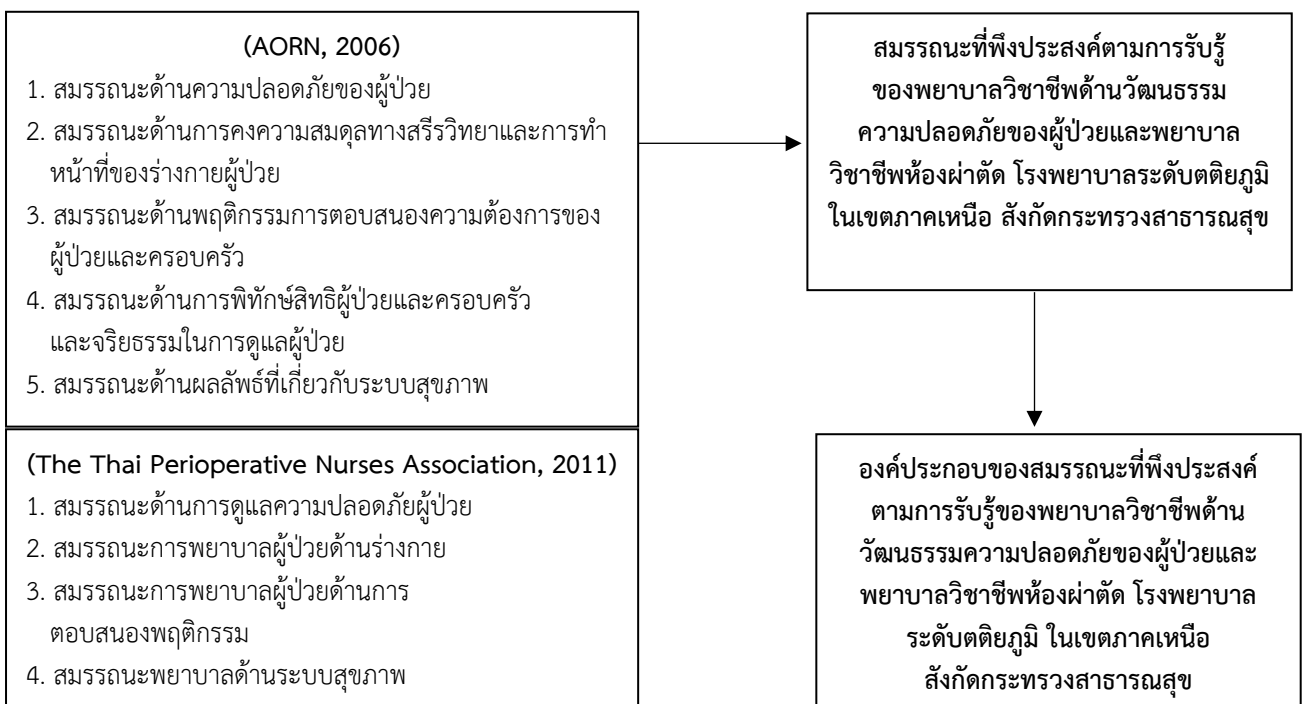 (AORN, 2006)
1. สมรรถนะด้านความปลอดภัยของผู้ป่วย
2. สมรรถนะด้านการคงความสมดุลทางสรีรวิทยาและการทำ
หน้าที่ของร่างกายผู้ป่วย
3. สมรรถนะด้านพฤติกรรมการตอบสนองความต้องการของ
ผู้ป่วยและครอบครัว
4. สมรรถนะด้านการพิทักษ์สิทธิผู้ป่วยและครอบครัว
และจริยธรรมในการดูแลผู้ป่วย
5. สมรรถนะด้านผลลัพธ์ที่เกี่ยวกับระบบสุขภาพ
(The Thai Perioperative Nurses Association, 2011)
1. สมรรถนะด้านการดูแลความปลอดภัยผู้ป่วย
2. สมรรถนะการพยาบาลผู้ป่วยด้านร่างกาย
3. สมรรถนะการพยาบาลผู้ป่วยด้านการ
ตอบสนองพฤติกรรม
4. สมรรถนะพยาบาลด้านระบบสุขภาพ
สมรรถนะที่พึงประสงค์ตามการรับรู้
ของพยาบาลวิชาชีพด้านวัฒนธรรม
ความปลอดภัยของผู้ป่วยและพยาบาล
วิชาชีพห้องผ่าตัด โรงพยาบาลระดับตติยภูมิ
ในเขตภาคเหนือ สังกัดกระทรวงสาธารณสุข
องค์ประกอบของสมรรถนะที่พึงประสงค์
ตามการรับรู้ของพยาบาลวิชาชีพด้าน
วัฒนธรรมความปลอดภัยของผู้ป่วยและ
พยาบาลวิชาชีพห้องผ่าตัด โรงพยาบาล
ระดับตติยภูมิ ในเขตภาคเหนือ
สังกัดกระทรวงสาธารณสุข